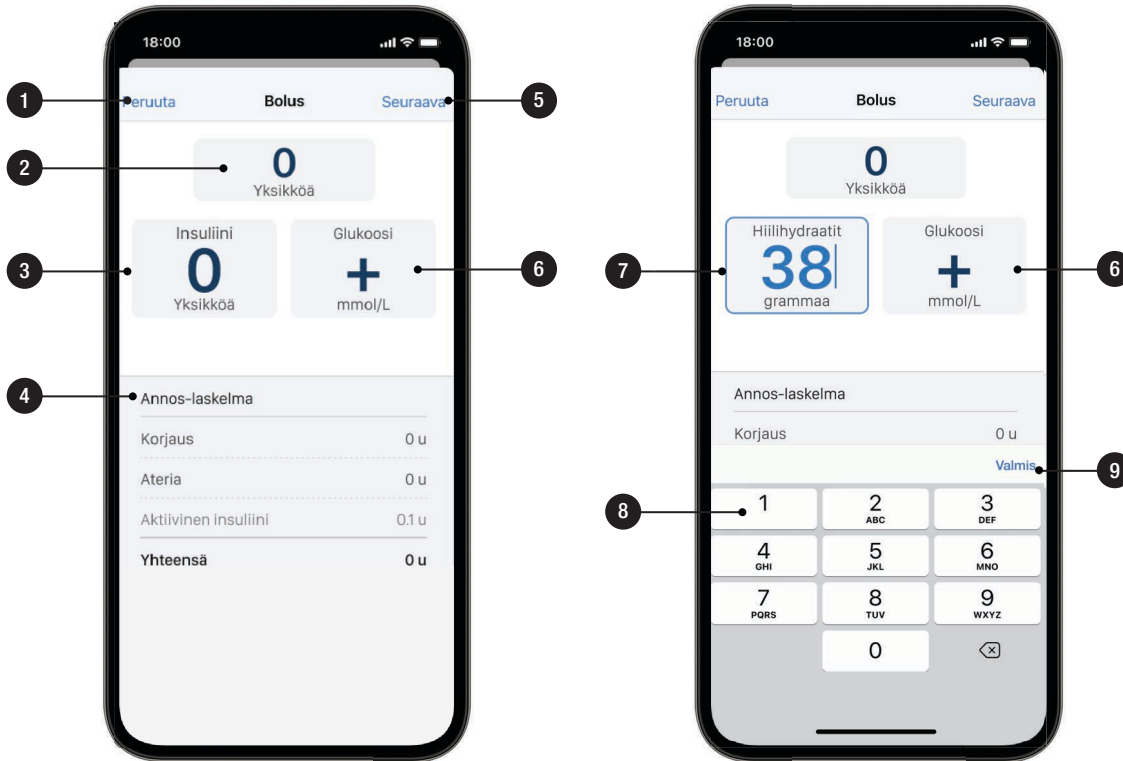 18:00
1
Peruuta
Bolus
Seuraava
5
2
0
Yksikköä
3
Insuliini
0
Yksikköä
Glukoosi
+
mmol/L
6
4
Annos-laskelma
Korjaus 0 u
Ateria 0 u
Aktiivinen insuliini 0.1 u
Yhteensä 0 u
18:00
Peruuta
Bolus
Seuraava
0
Yksikköä
7
Hiilihydraatit
38
grammaa
Glukoosi
+
mmol/L
6
Annos-laskelma
Korjaus 0 u
Valmis
9
8
1
2
ABC
3
DEF
4
GHI
5
JKL
6
MNO
7
PQRS
8
TUV
9
WXYZ
0